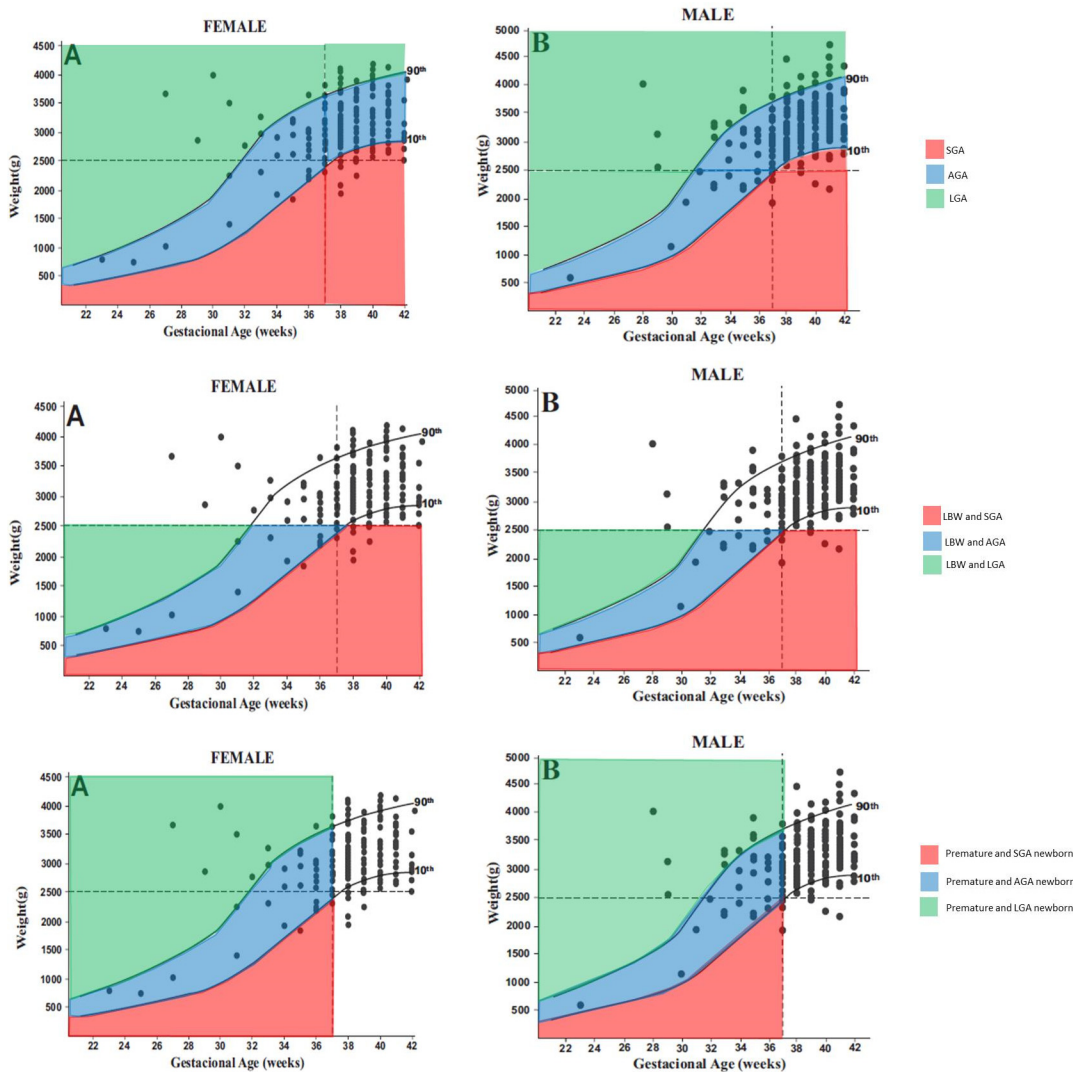 FEMALE
A
4500
4000
3500
3000
2500
2000
1500
1000
500
Weight(g)
90th
10th
22 24 26 28 30 32 34 36 38 40 42
Gestacional Age (weeks)
MALE
B
5000
4500
4000
3500
3000
2500
2000
1500
1000
500
Weight(g)
90th
10th
22 24 26 28 30 32 34 36 38 40 42
Gestacional Age (weeks)
SGA
AGA
LGA
FEMALE
A
4500
4000
3500
3000
2500
2000
1500
1000
500
Weight(g)
90th
10th
22 24 26 28 30 32 34 36 38 40 42
Gestacional Age (weeks)
MALE
B
5000
4500
4000
3500
3000
2500
2000
1500
1000
500
Weight(g)
90th
10th
22 24 26 28 30 32 34 36 38 40 42
Gestacional Age (weeks)
LBW and SGA
LBW and AGA
LBW and LGA
FEMALE
A
4500
4000
3500
3000
2500
2000
1500
1000
500
Weight(g)
90th
10th
22 24 26 28 30 32 34 36 38 40 42
Gestacional Age (weeks)
MALE
B
5000
4500
4000
3500
3000
2500
2000
1500
1000
500
Weight(g)
90th
10th
22 24 26 28 30 32 34 36 38 40 42
Gestacional Age (weeks)
Premature and SGA newborn
Premature and AGA newborn
Premature and LGA newborn